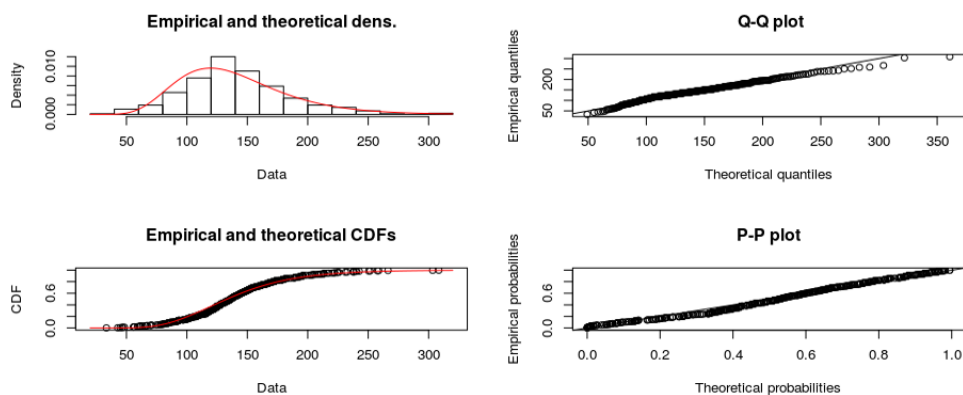 Empirical and theoretical dens.
Density
0.000
0.010
50
100
150
200
250
300
Data
Q-Q plot
Empirical quantiles
50
200
50
100
150
200
250
300
350
Theoretical quantiles
Empirical and theoretical CDFs
CDF
0.0
0.6
50
100
150
200
250
300
Data
P-P plot
Empirical probabilities
0.0
0.6
0.0
0.2
0.4
0.6
0.8
1.0
Theoretical probabilities